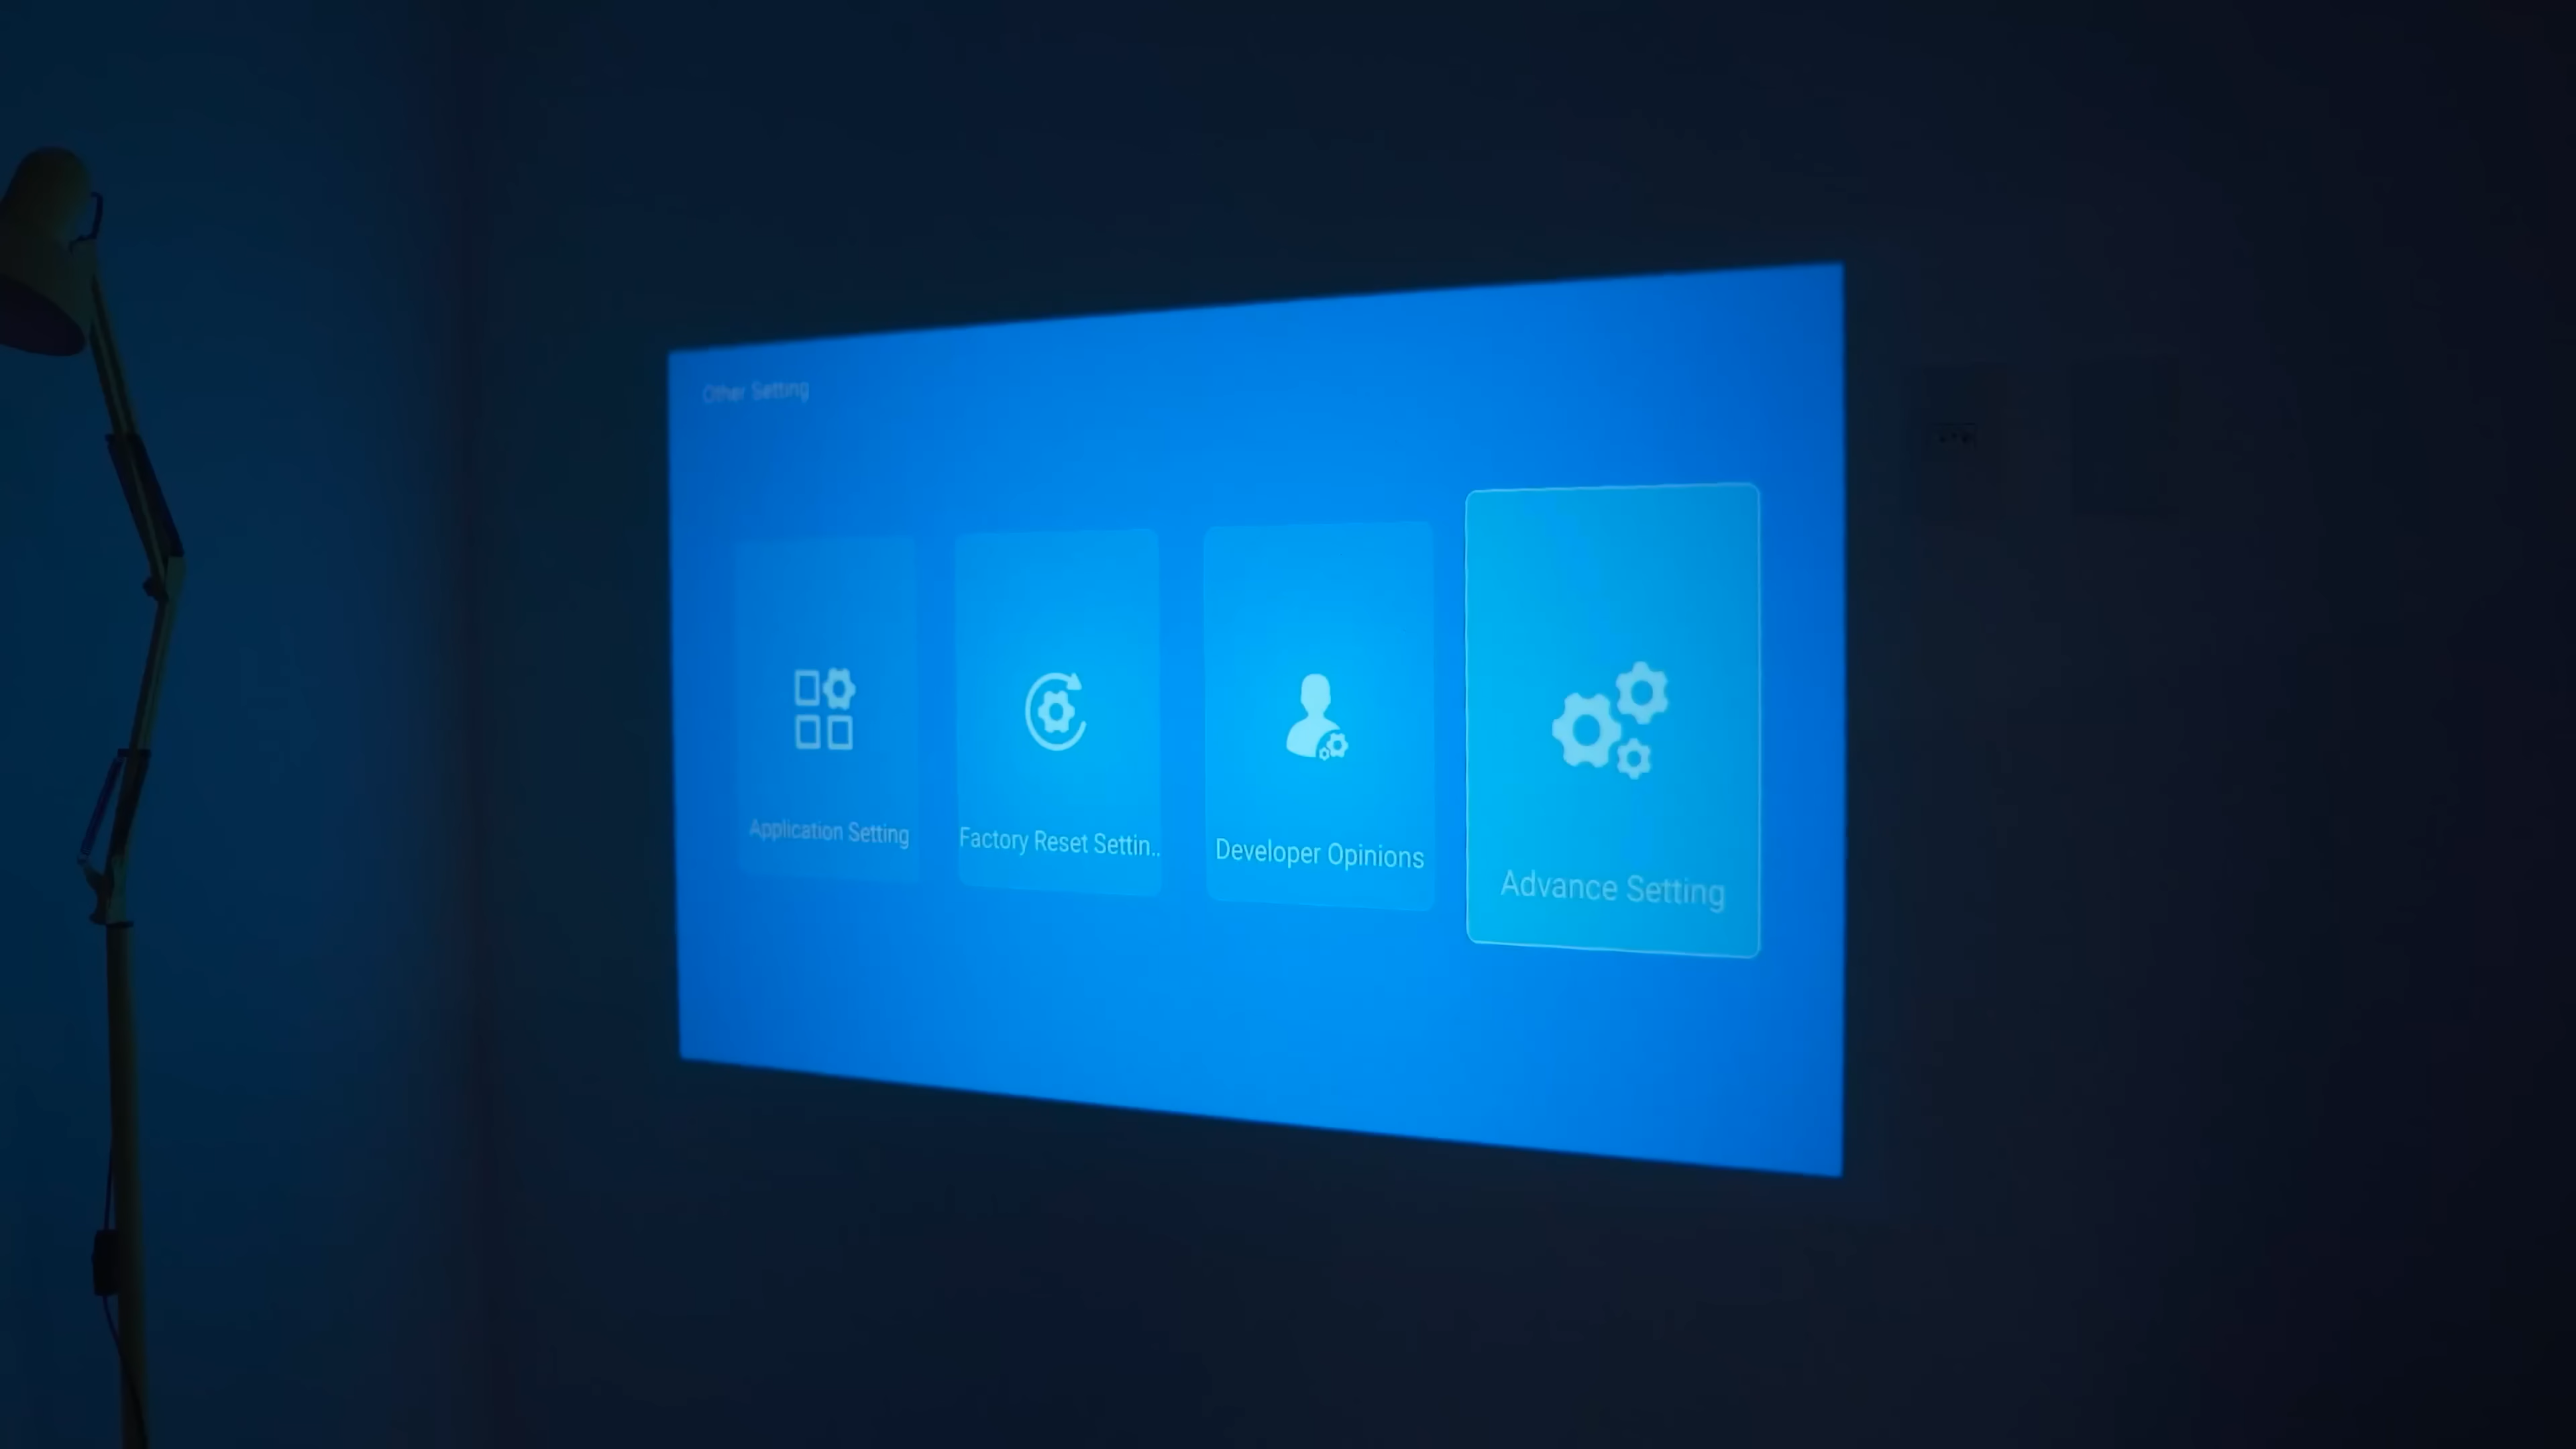 Other Setting
Application Setting
Factory Reset Settin..
Developer Opinions
Advance Setting